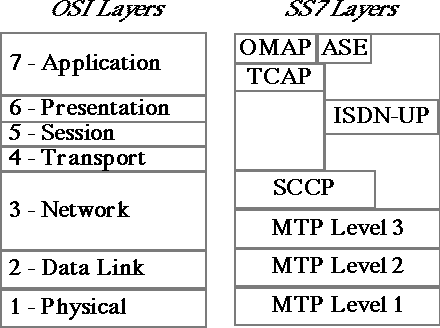 OSI Layers
7 - Application
6 - Presentation
5 - Session
4 - Transport
3 - Network
2 - Data Link
1 - Physical
SS7 Layers
OMAP ASE
TCAP
ISDN-UP
SCCP
MTP Level 3
MTP Level 2
MTP Level 1